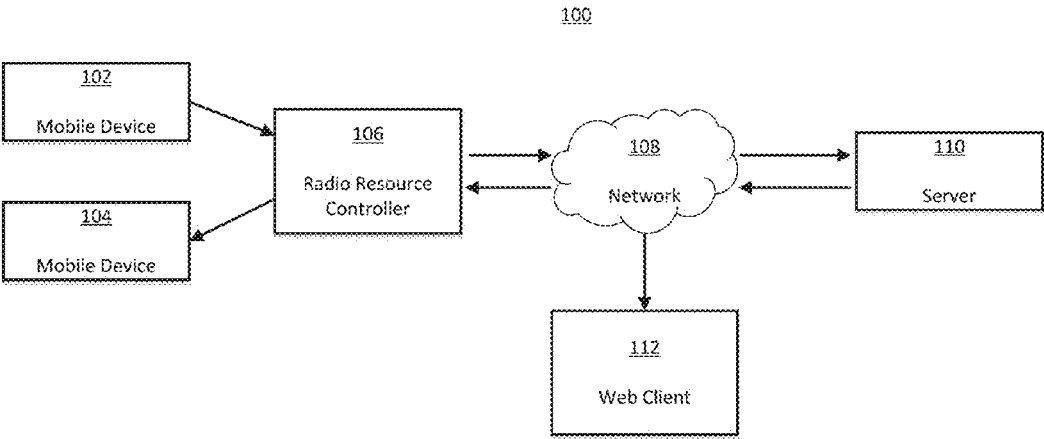 100
102
Mobile Device
106
Radio Resource
Controller
108
Network
110
Server
104
Mobile Device
112
Web Client